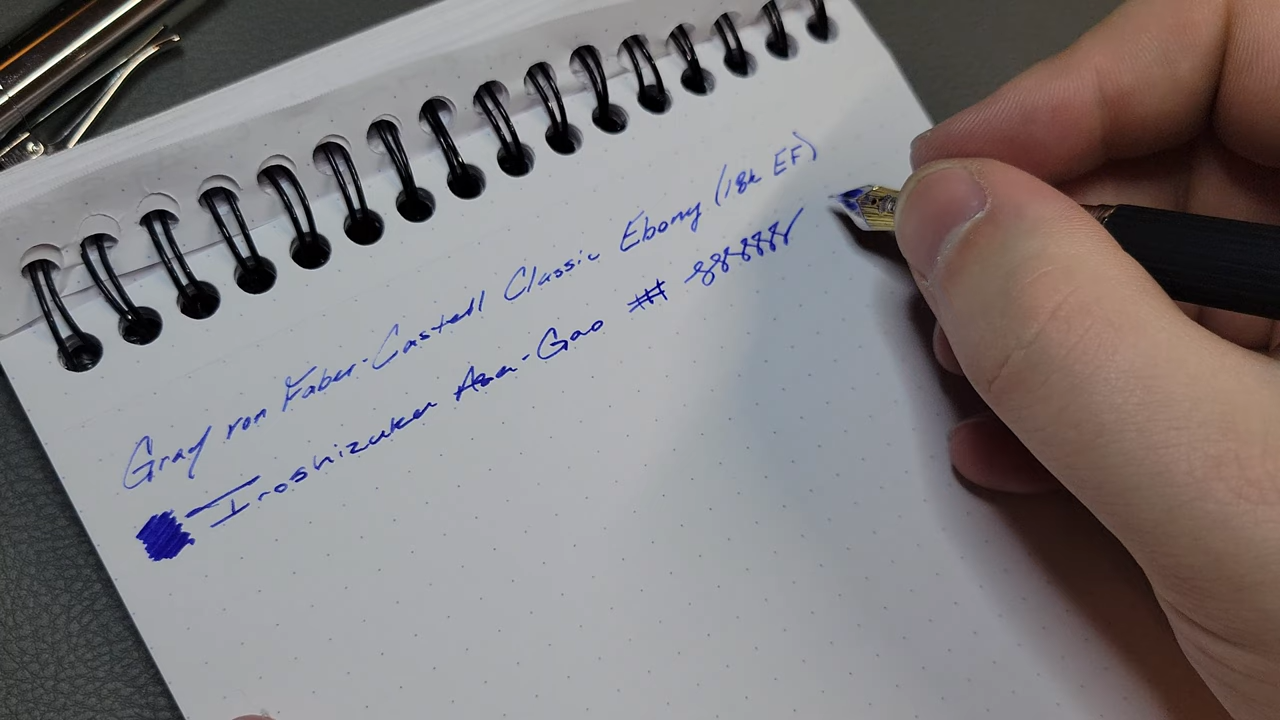 Graf von Faber-Castell Classic Ebony (18k EF)
Iroshizuku Asa-Gao ##